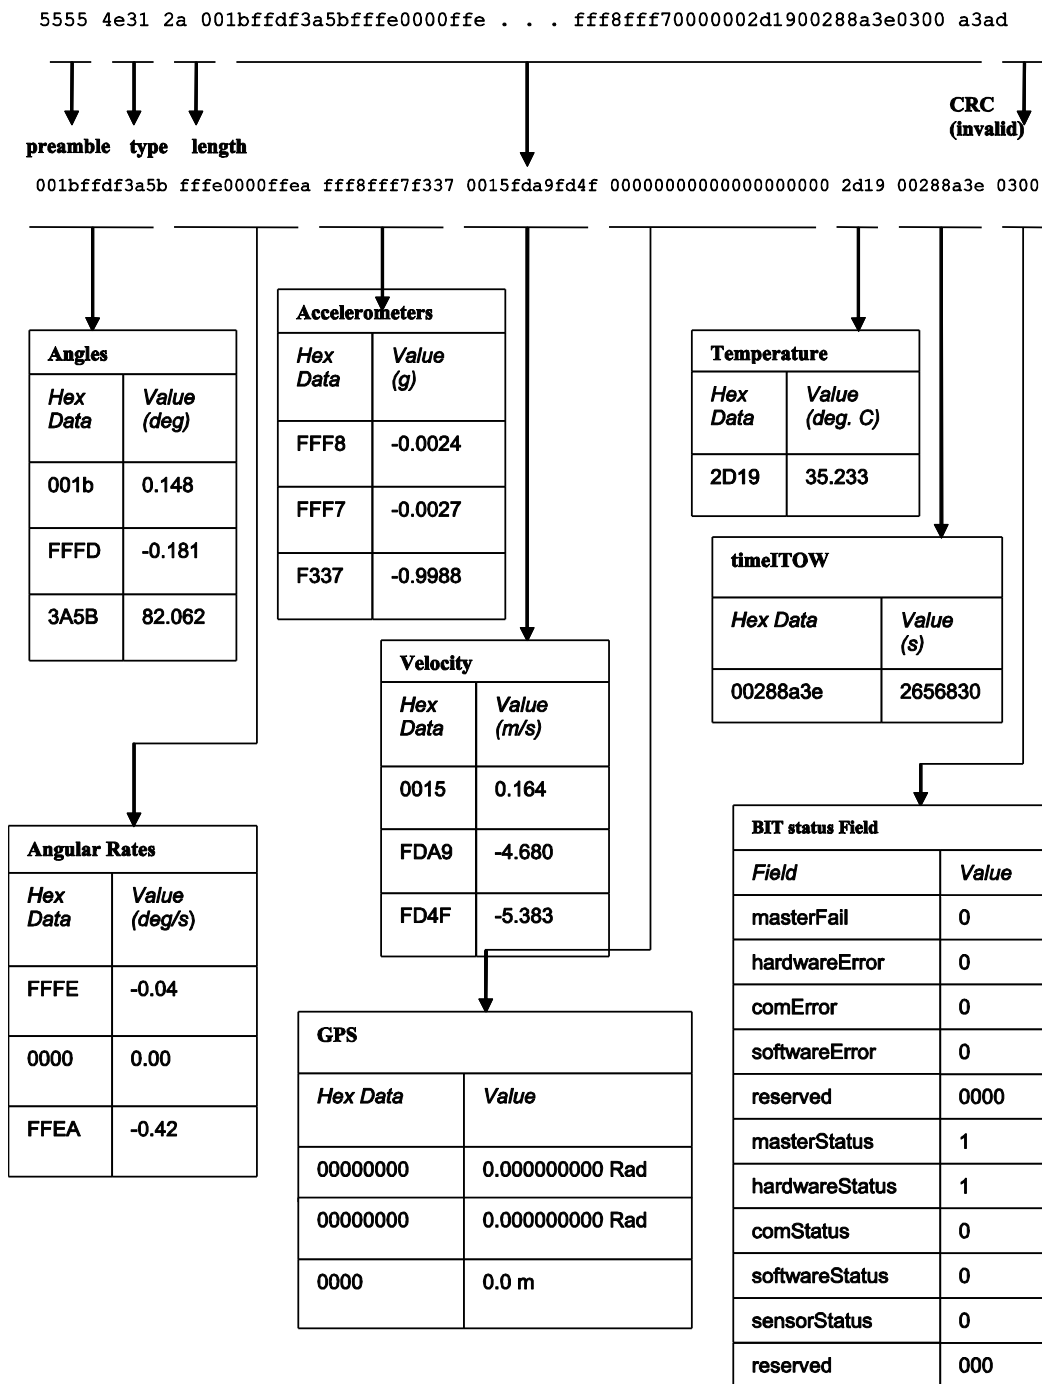 5555 4e31 2a 001bffdf3a5bfffe0000ffe . . . fff8fff70000002d1900288a3e0300 a3ad
preamble type length
CRC
(invalid)
001bffdf3a5b fffe0000ffea fff8fff7f337 0015fda9fd4f 00000000000000000000 2d19 00288a3e 0300
Angles
Hex Data Value (deg)
001b 0.148
FFFD -0.181
3A5B 82.062
Accelerometers
Hex Data Value (g)
FFF8 -0.0024
FFF7 -0.0027
F337 -0.9988
Temperature
Hex Data Value (deg. C)
2D19 35.233
timeITOW
Hex Data Value (s)
00288a3e 2656830
Velocity
Hex Data Value (m/s)
0015 0.164
FDA9 -4.680
FD4F -5.383
Angular Rates
Hex Data Value (deg/s)
FFFE -0.04
0000 0.00
FFEA -0.42
GPS
Hex Data Value
00000000 0.000000000 Rad
00000000 0.000000000 Rad
0000 0.0 m
BIT status Field
Field Value
masterFail 0
hardwareError 0
comError 0
softwareError 0
reserved 0000
masterStatus 1
hardwareStatus 1
comStatus 0
softwareStatus 0
sensorStatus 0
reserved 000